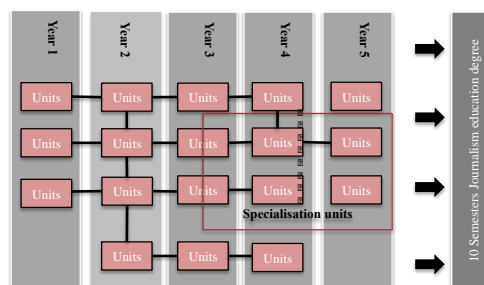 Year 1
Year 2
Year 3
Year 4
Year 5
Units Units Units Units Units
Units Units Units Units Units
Units Units Units Units Units
Specialisation units
Units Units Units
10 Semesters Journalism education degree